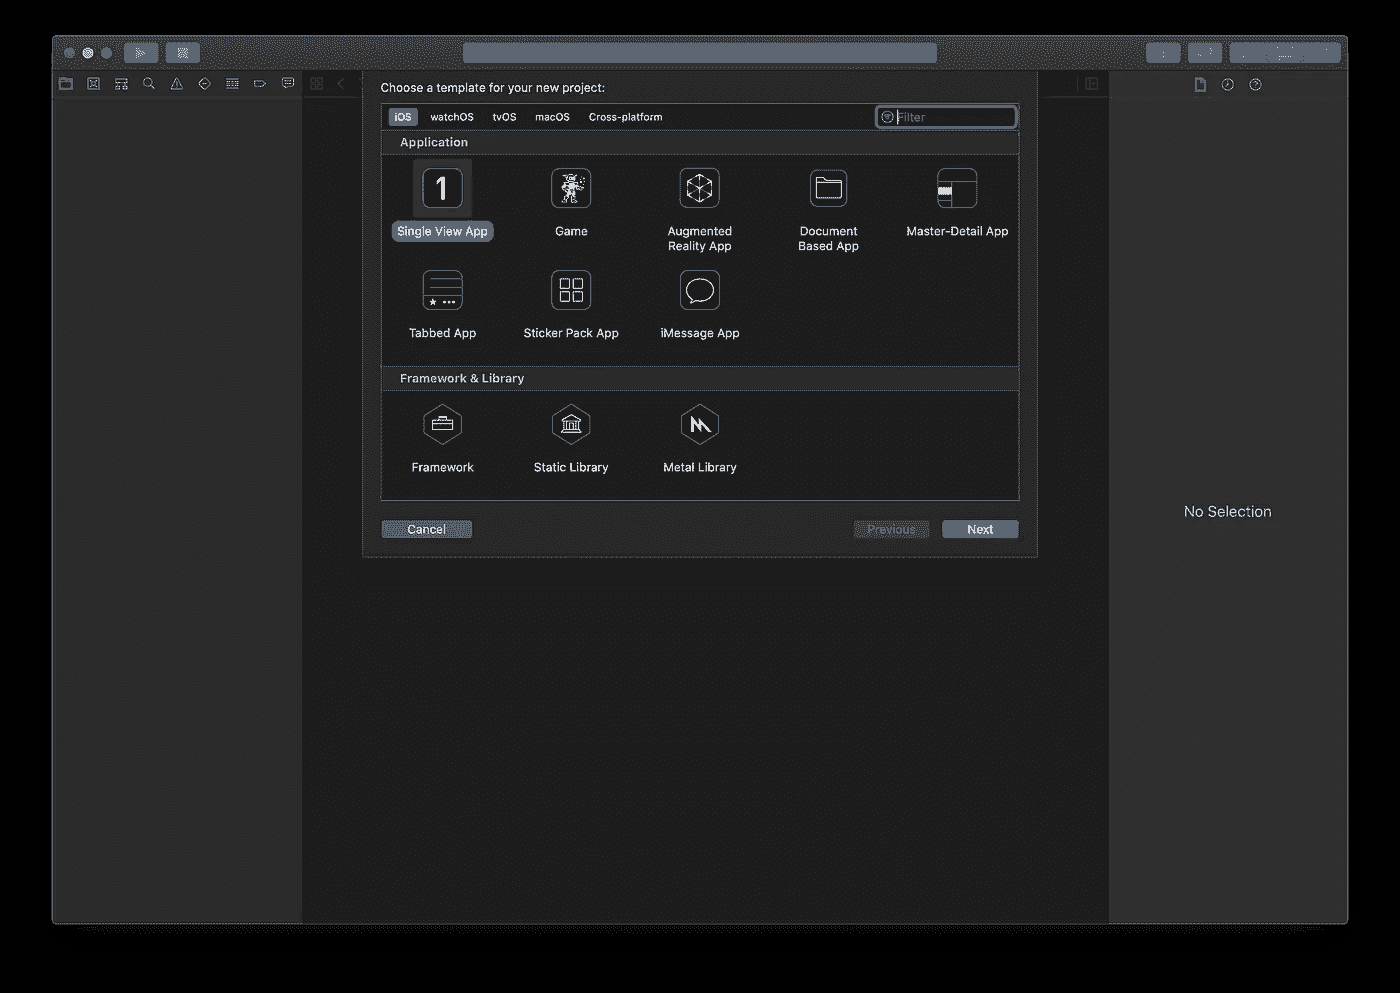 Choose a template for your new project:
iOS watchOS tvOS macOS Cross-platform Filter
Application
1
Single View App Game Augmented Reality App Document Based App Master-Detail App
Tabbed App Sticker Pack App iMessage App
Framework & Library
Framework Static Library Metal Library
No Selection
Cancel Previous Next